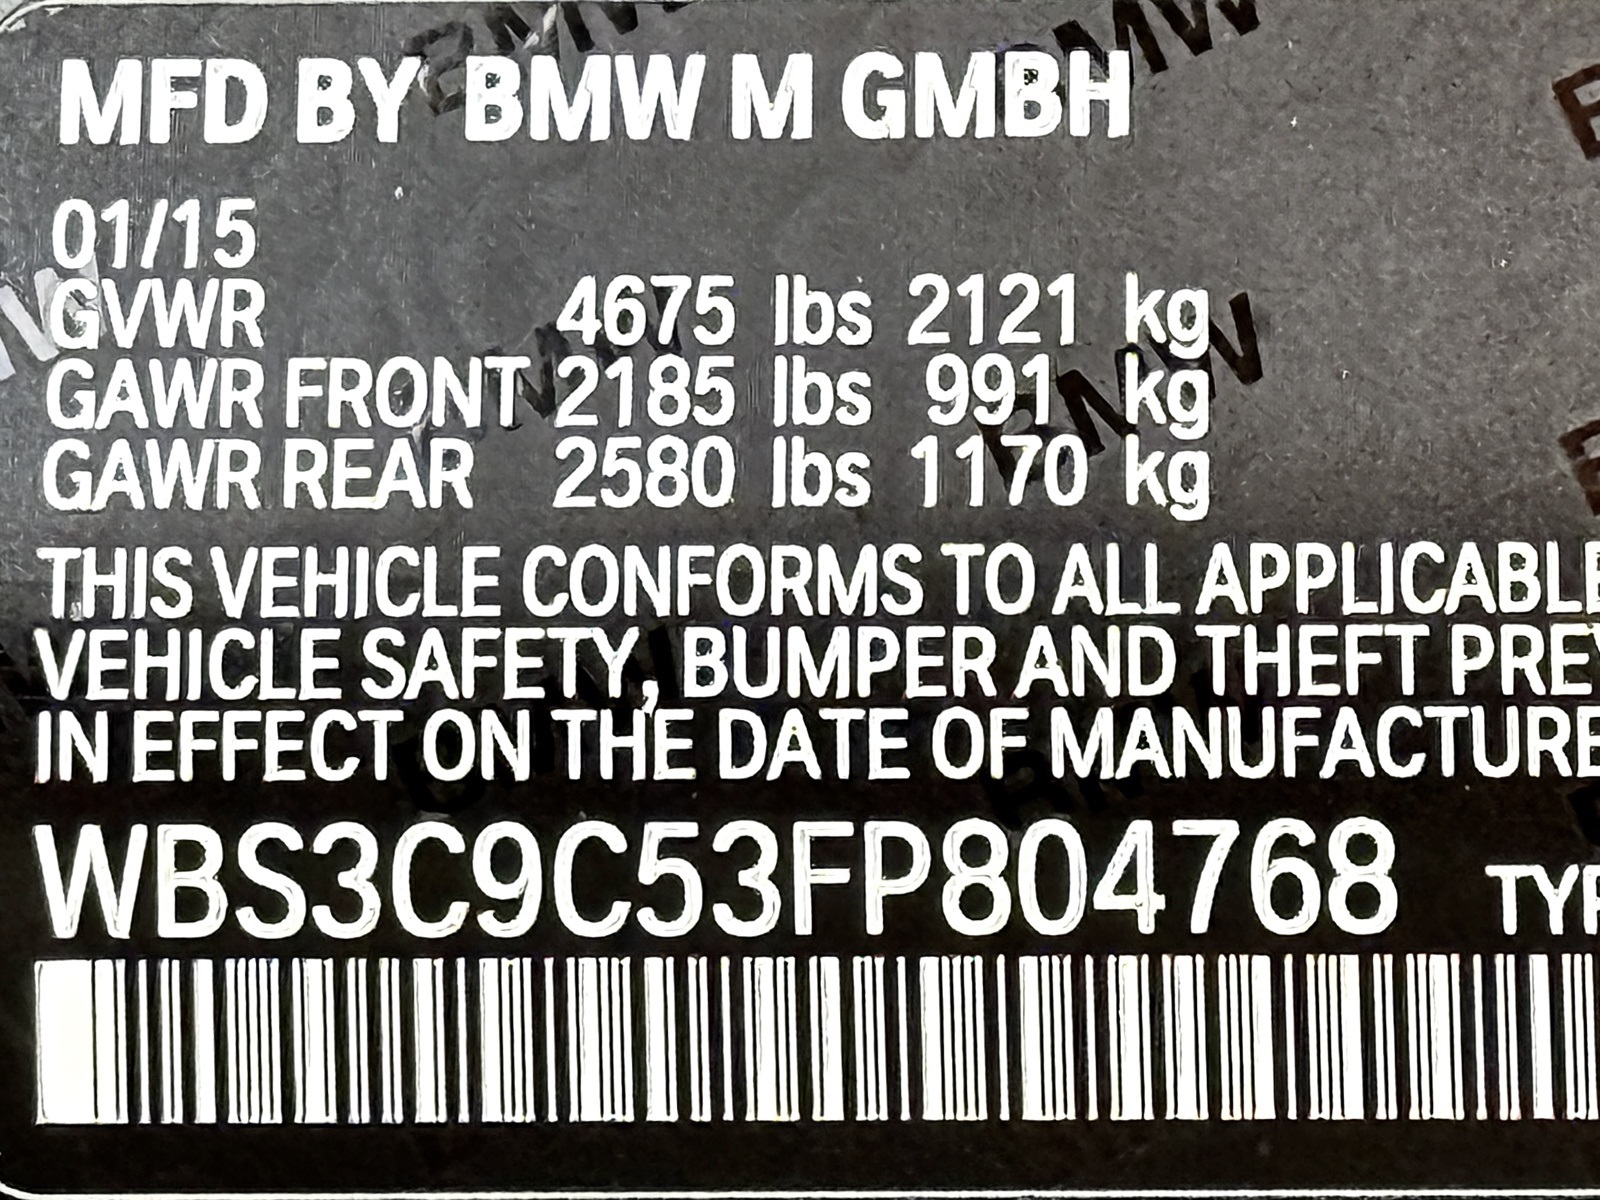 MFD BY BMW M GMBH
01/15
GVWR 4675 lbs 2121 kg
GAWR FRONT 2185 lbs 991 kg
GAWR REAR 2580 lbs 1170 kg
THIS VEHICLE CONFORMS TO ALL APPLICABLE
VEHICLE SAFETY, BUMPER AND THEFT PREV
IN EFFECT ON THE DATE OF MANUFACTURE
WBS3C9C53FP804768 TYP